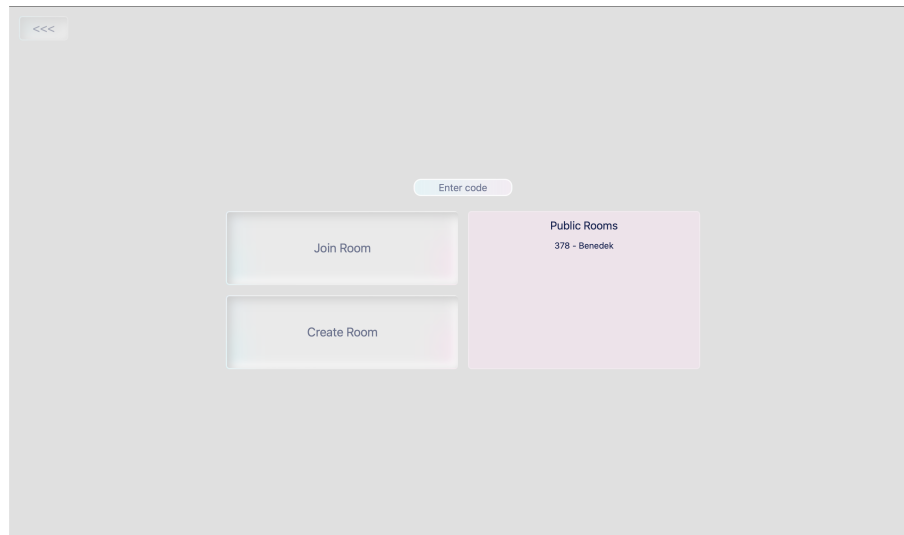 <<<
Enter code
Join Room
Create Room
Public Rooms
378 - Benedek